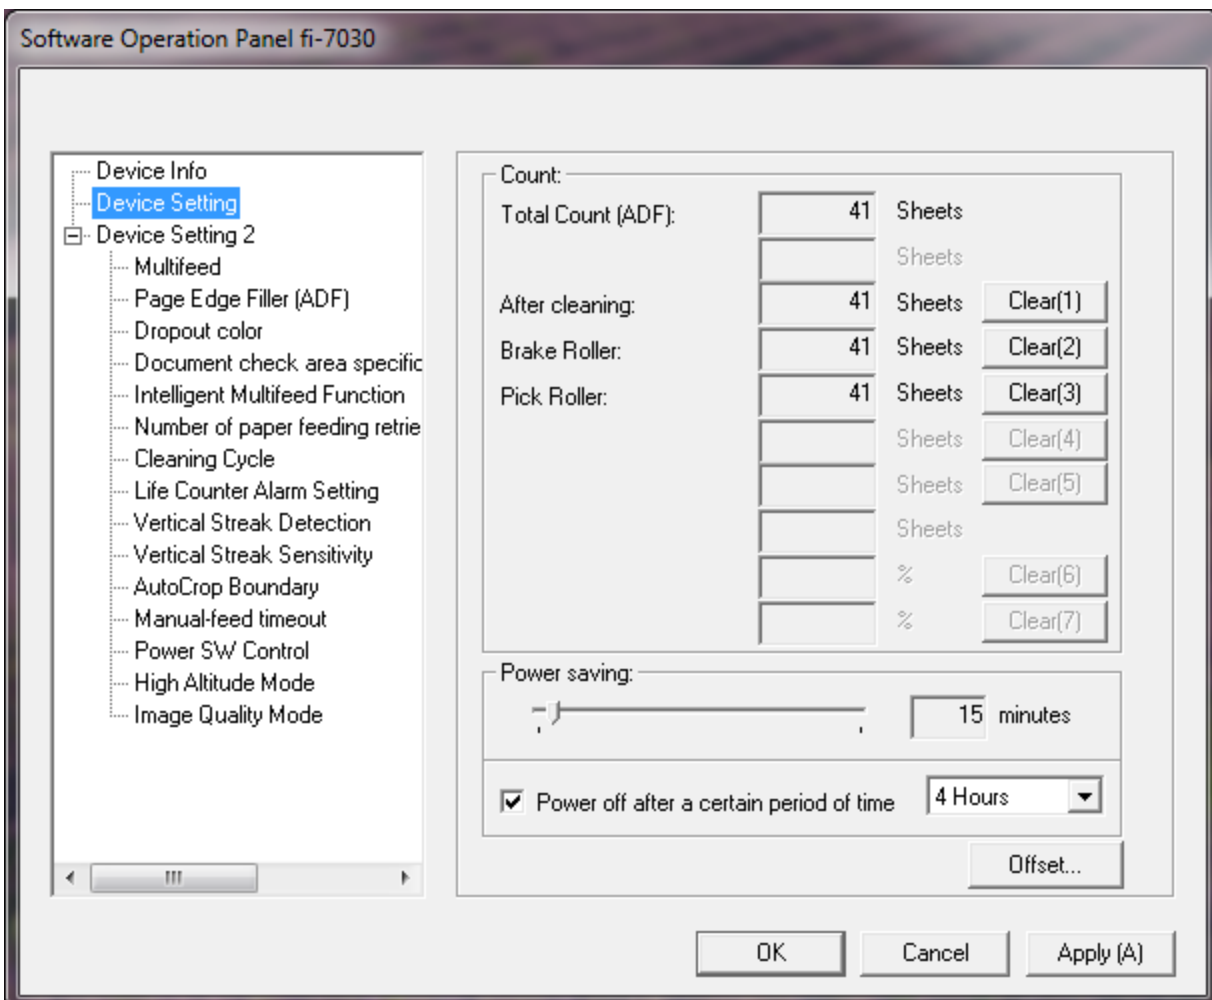 Software Operation Panel fi-7030
Device Info
Device Setting
Device Setting 2
Multifeed
Page Edge Filler (ADF)
Dropout color
Document check area specific
Intelligent Multifeed Function
Number of paper feeding retrie
Cleaning Cycle
Life Counter Alarm Setting
Vertical Streak Detection
Vertical Streak Sensitivity
AutoCrop Boundary
Manual-feed timeout
Power SW Control
High Altitude Mode
Image Quality Mode
Count:
Total Count (ADF): 41 Sheets
Sheets
After cleaning: 41 Sheets Clear(1)
Brake Roller: 41 Sheets Clear(2)
Pick Roller: 41 Sheets Clear(3)
Sheets Clear(4)
Sheets Clear(5)
Sheets
% Clear(6)
% Clear(7)
Power saving:
15 minutes
Power off after a certain period of time 4 Hours
Offset...
OK Cancel Apply (A)